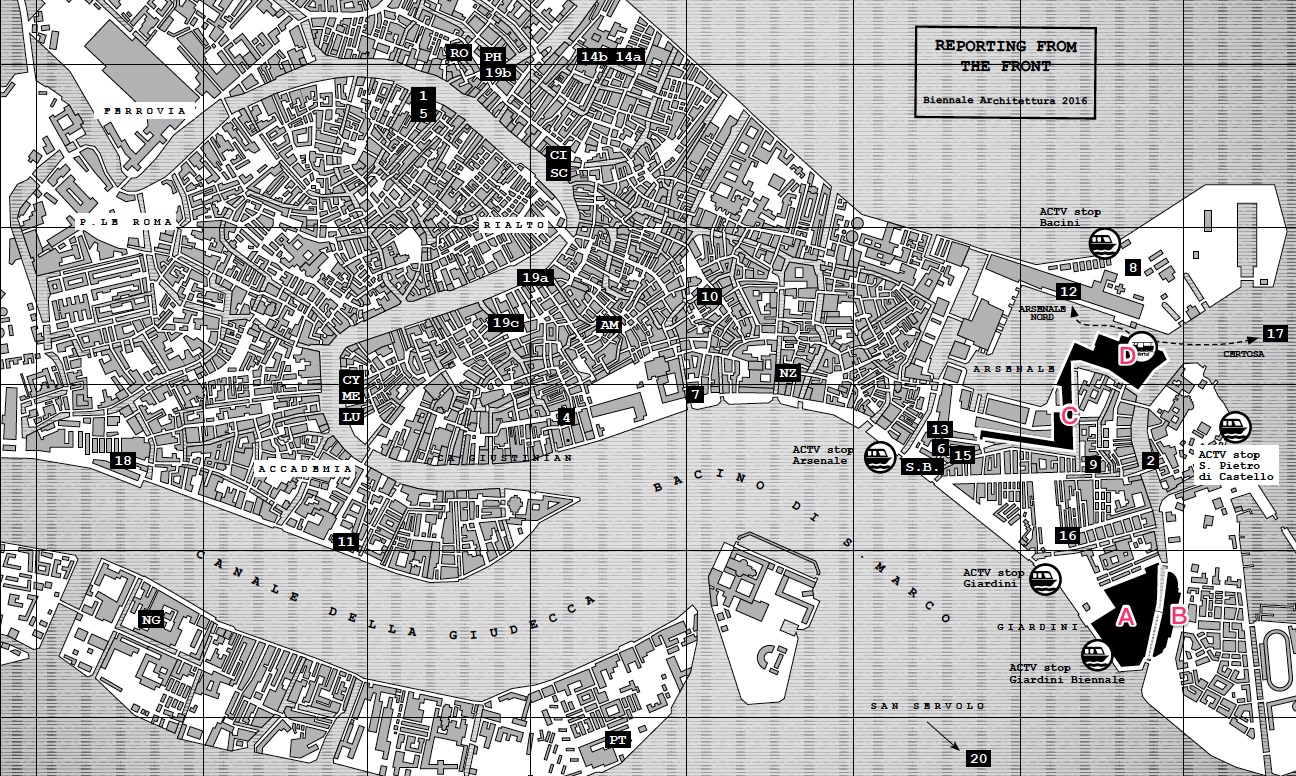 REPORTING FROM
THE FRONT
Biennale Architettura 2016
RO
PH
19b
14b 14a
1
5
FERROVIA
CI
SC
P.LE ROMA
RIALTO
ACTV stop
Bacini
8
19a
12
10
ARSENALE
NORD
19c
AM
17
CERTOSA
D
ARSENALE
NZ
CY
ME
LU
7
4
C
13
6
15
S.B.
ACTV stop
Arsenale
9
2
ACTV stop
S. Pietro
di Castello
18
ACCADEMIA
GIUSTINIAN
BACINO DI S. MARCO
11
16
CANALE DELLA GIUDECCA
ACTV stop
Giardini
NG
A
B
GIARDINI
ACTV stop
Giardini Biennale
SAN SERVOLO
PT
20